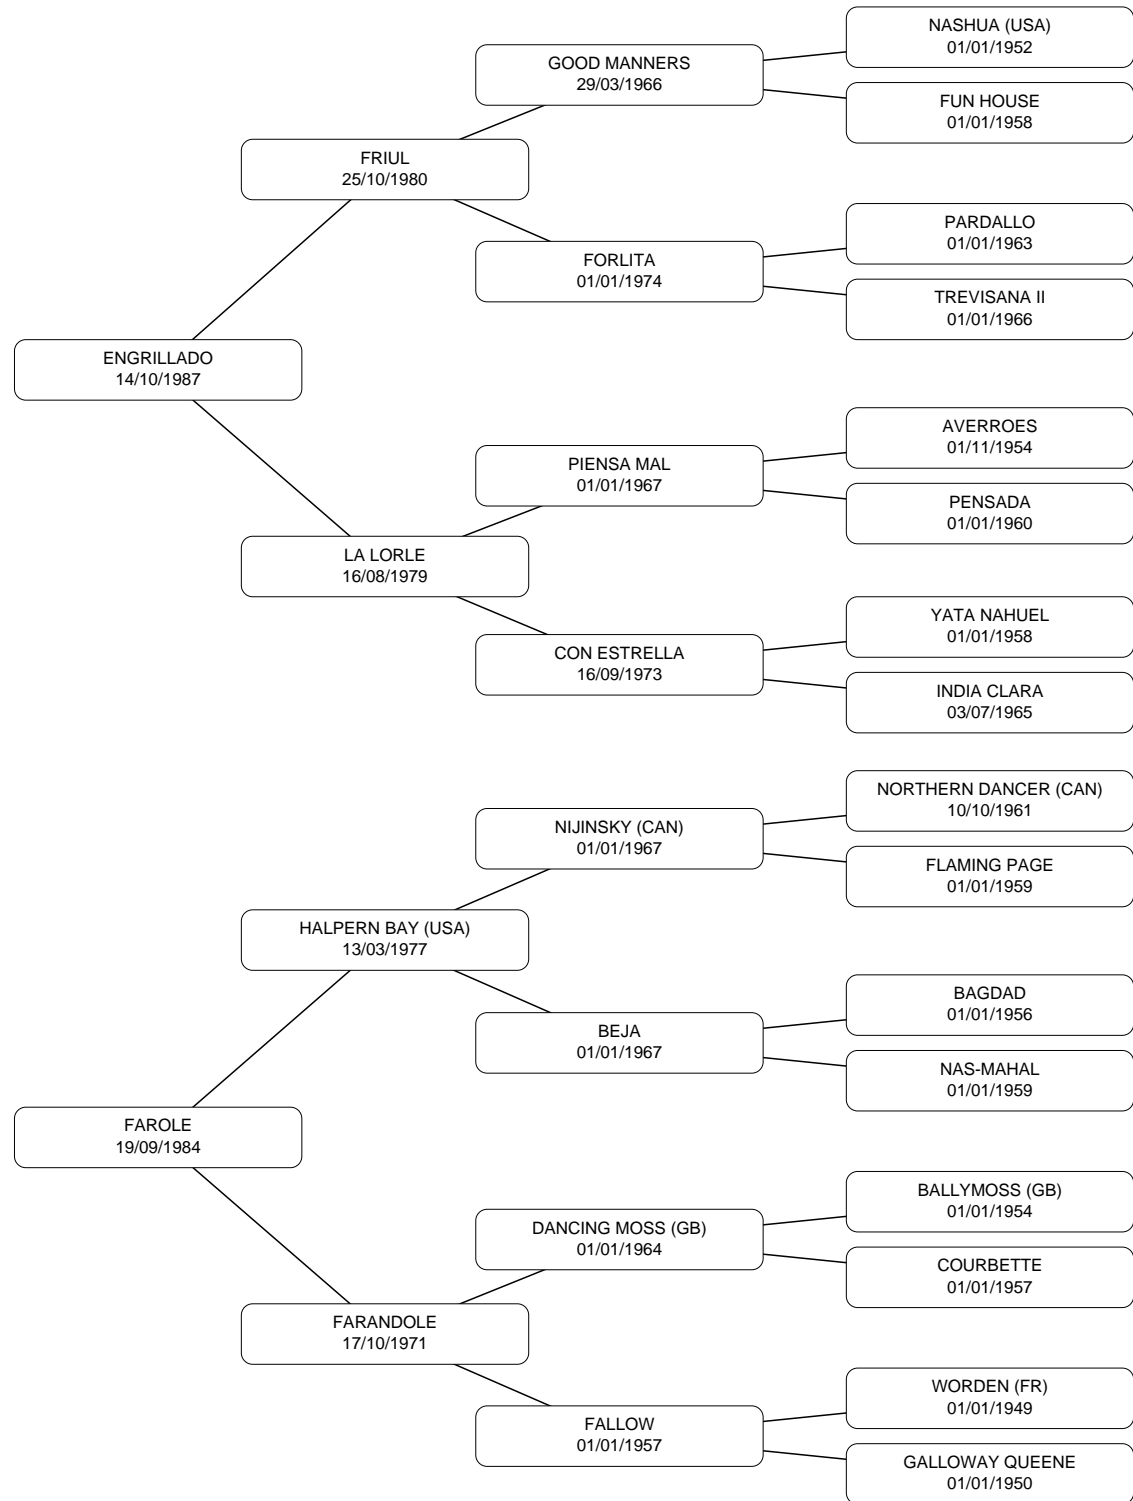 NASHUA (USA)
01/01/1952
GOOD MANNERS
29/03/1966
FUN HOUSE
01/01/1958
FRIUL
25/10/1980
PARDALLO
01/01/1963
FORLITA
01/01/1974
TREVISANA II
01/01/1966
ENGRILLADO
14/10/1987
AVERROES
01/11/1954
PIENSA MAL
01/01/1967
PENSADA
01/01/1960
LA LORLE
16/08/1979
YATA NAHUEL
01/01/1958
CON ESTRELLA
16/09/1973
INDIA CLARA
03/07/1965
NORTHERN DANCER (CAN)
10/10/1961
NIJINSKY (CAN)
01/01/1967
FLAMING PAGE
01/01/1959
HALPERN BAY (USA)
13/03/1977
BAGDAD
01/01/1956
BEJA
01/01/1967
NAS-MAHAL
01/01/1959
FAROLE
19/09/1984
BALLYMOSS (GB)
01/01/1954
DANCING MOSS (GB)
01/01/1964
COURBETTE
01/01/1957
FARANDOLE
17/10/1971
WORDEN (FR)
01/01/1949
FALLOW
01/01/1957
GALLOWAY QUEENE
01/01/1950